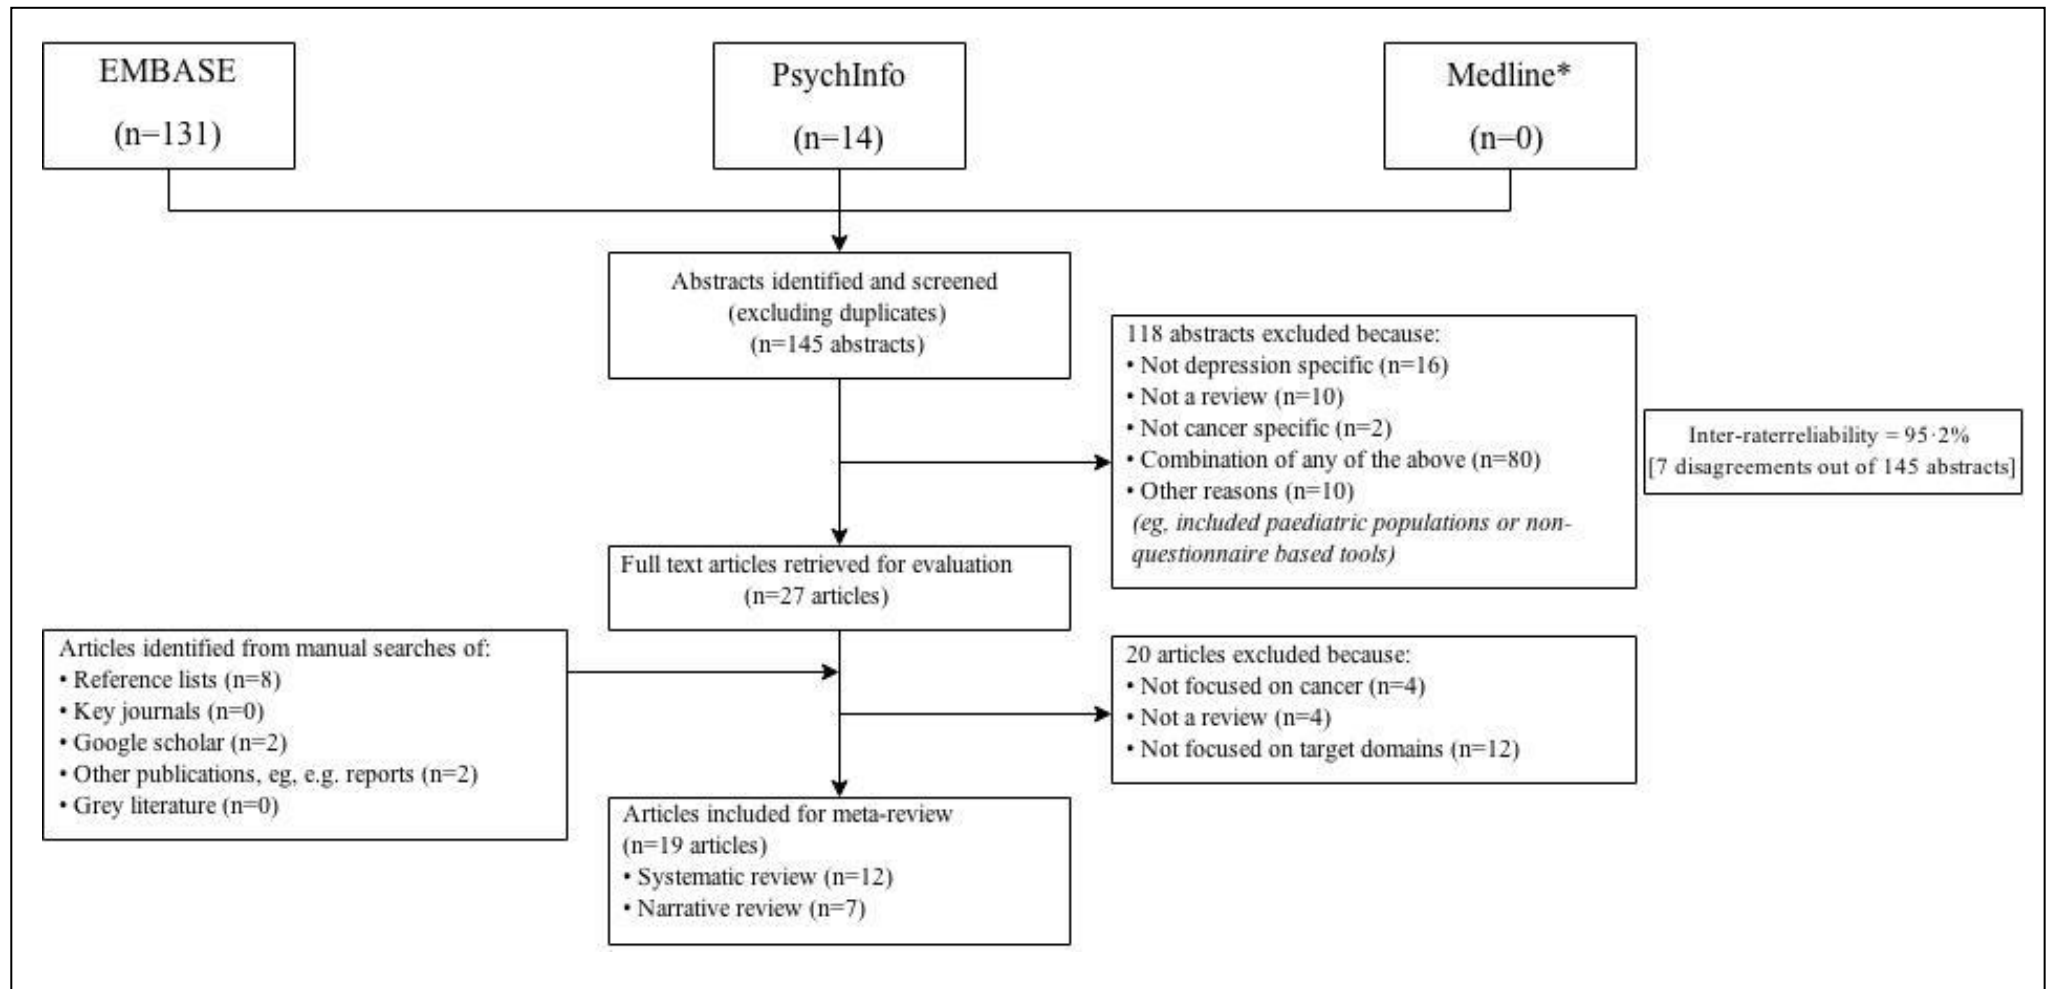 EMBASE
(n=131)
PsychInfo
(n=14)
Medline*
(n=0)
Abstracts identified and screened
(excluding duplicates)
(n=145 abstracts)
118 abstracts excluded because:
• Not depression specific (n=16)
• Not a review (n=10)
• Not cancer specific (n=2)
• Combination of any of the above (n=80)
• Other reasons (n=10)
(eg, included paediatric populations or non-
questionnaire based tools)
Inter-raterreliability = 95·2%
[7 disagreements out of 145 abstracts]
Full text articles retrieved for evaluation
(n=27 articles)
Articles identified from manual searches of:
• Reference lists (n=8)
• Key journals (n=0)
• Google scholar (n=2)
• Other publications, eg, e.g. reports (n=2)
• Grey literature (n=0)
20 articles excluded because:
• Not focused on cancer (n=4)
• Not a review (n=4)
• Not focused on target domains (n=12)
Articles included for meta-review
(n=19 articles)
• Systematic review (n=12)
• Narrative review (n=7)